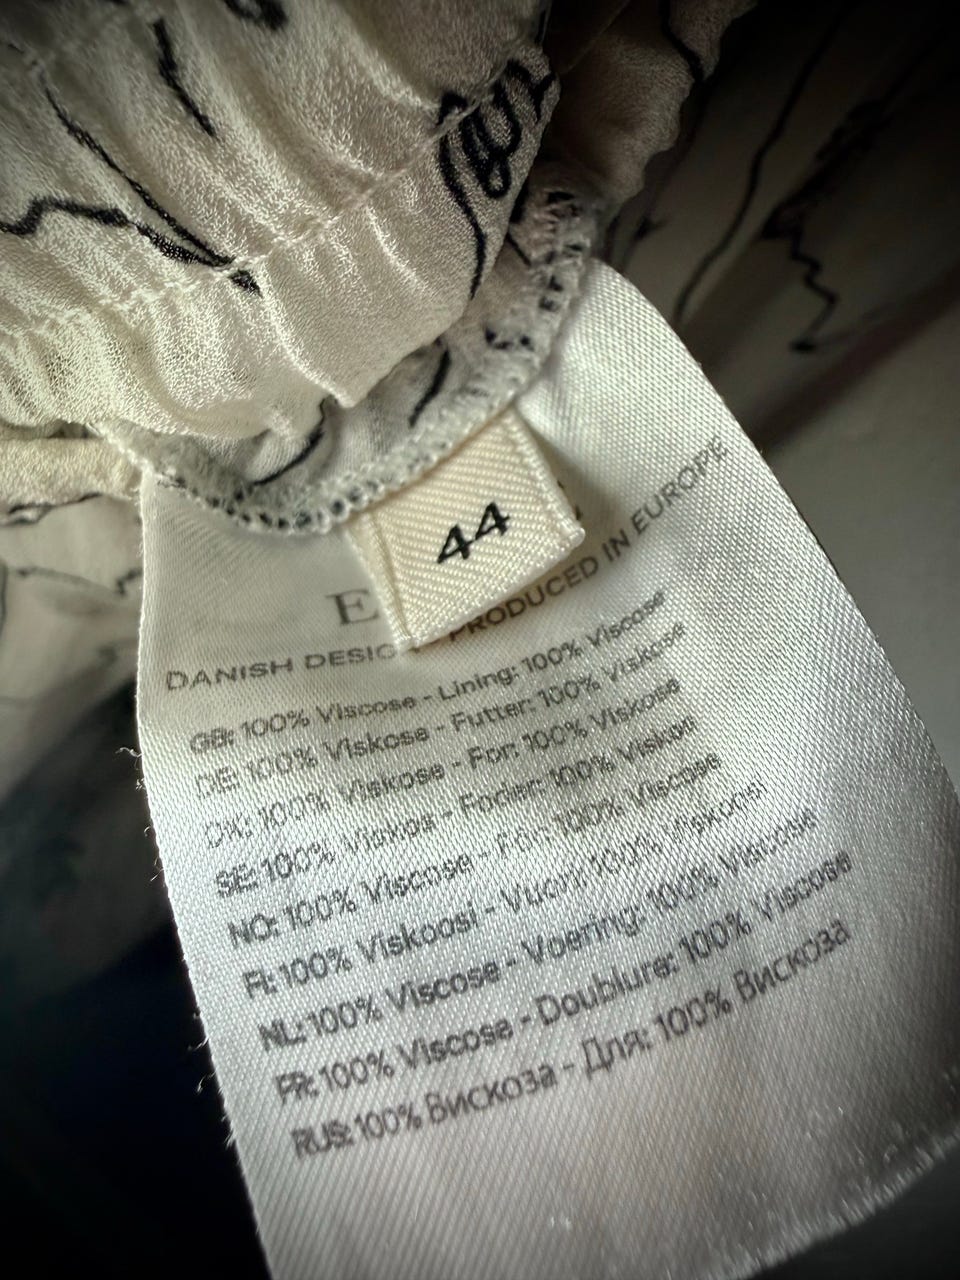 44
E
DANISH DESIG PRODUCED IN EUROPE
GB: 100% Viscose - Lining: 100% Viscose
DE: 100% Viskose - Futter: 100% Viskose
DK: 100% Viskose - For: 100% Viskose
SE: 100% Viskos - Foder: 100% Viskos
NO: 100% Viscose - Fôr: 100% Viscose
FI: 100% Viskoosi - Vuori: 100% Viskoosi
NL: 100% Viscose - Voering: 100% Viscose
FR: 100% Viscose - Doublure: 100% Viscose
RUS: 100% Вискоза - Для: 100% Вискоза